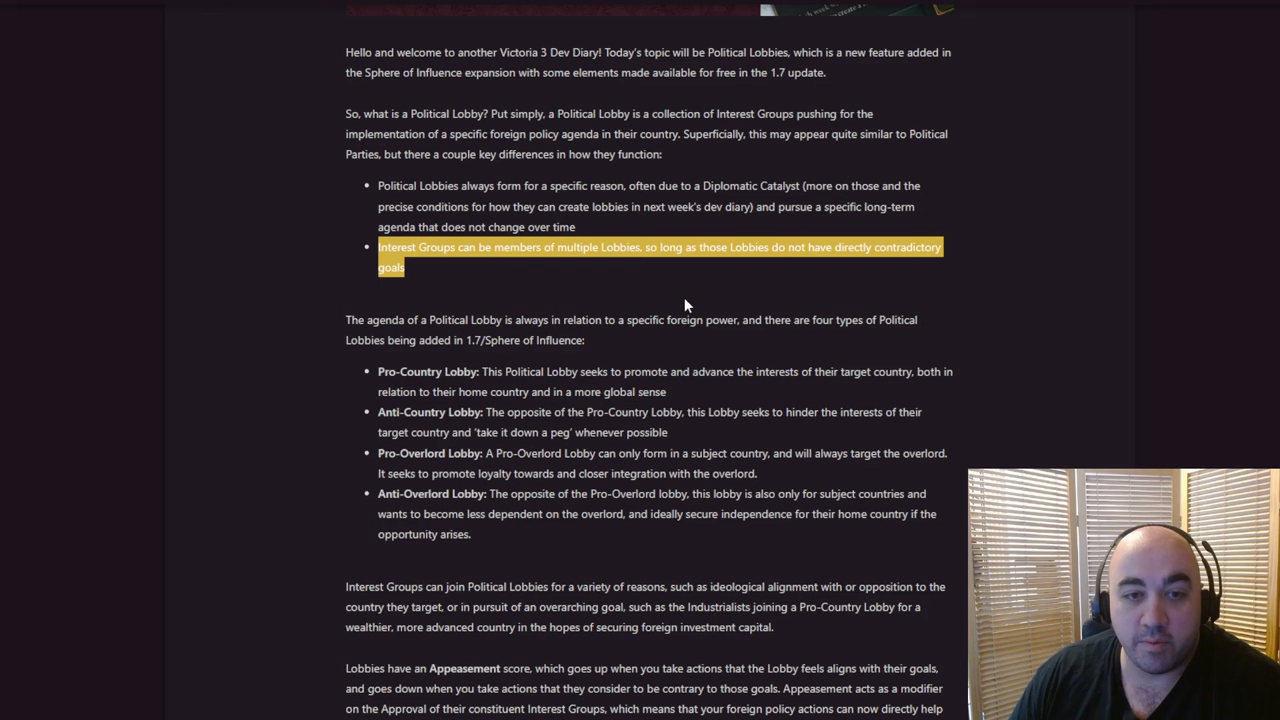 Hello and welcome to another Victoria 3 Dev Diary! Today's topic will be Political Lobbies, which is a new feature added in
the Sphere of Influence expansion with some elements made available for free in the 1.7 update.
So, what is a Political Lobby? Put simply, a Political Lobby is a collection of Interest Groups pushing for the
implementation of a specific foreign policy agenda in their country. Superficially, this may appear quite similar to Political
Parties, but there a couple key differences in how they function:
• Political Lobbies always form for a specific reason, often due to a Diplomatic Catalyst (more on those and the
precise conditions for how they can create lobbies in next week's dev diary) and pursue a specific long-term
agenda that does not change over time
• Interest Groups can be members of multiple Lobbies, so long as those Lobbies do not have directly contradictory
goals
The agenda of a Political Lobby is always in relation to a specific foreign power, and there are four types of Political
Lobbies being added in 1.7/Sphere of Influence:
• Pro-Country Lobby: This Political Lobby seeks to promote and advance the interests of their target country, both in
relation to their home country and in a more global sense
• Anti-Country Lobby: The opposite of the Pro-Country Lobby, this Lobby seeks to hinder the interests of their
target country and 'take it down a peg' whenever possible
• Pro-Overlord Lobby: A Pro-Overlord Lobby can only form in a subject country, and will always target the overlord.
It seeks to promote loyalty towards and closer integration with the overlord.
• Anti-Overlord Lobby: The opposite of the Pro-Overlord lobby, this lobby is also only for subject countries and
wants to become less dependent on the overlord, and ideally secure independence for their home country if the
opportunity arises.
Interest Groups can join Political Lobbies for a variety of reasons, such as ideological alignment with or opposition to the
country they target, or in pursuit of an overarching goal, such as the Industrialists joining a Pro-Country Lobby for a
wealthier, more advanced country in the hopes of securing foreign investment capital.
Lobbies have an Appeasement score, which goes up when you take actions that the Lobby feels aligns with their goals,
and goes down when you take actions that they consider to be contrary to those goals. Appeasement acts as a modifier
on the Approval of their constituent Interest Groups, which means that your foreign policy actions can now directly help